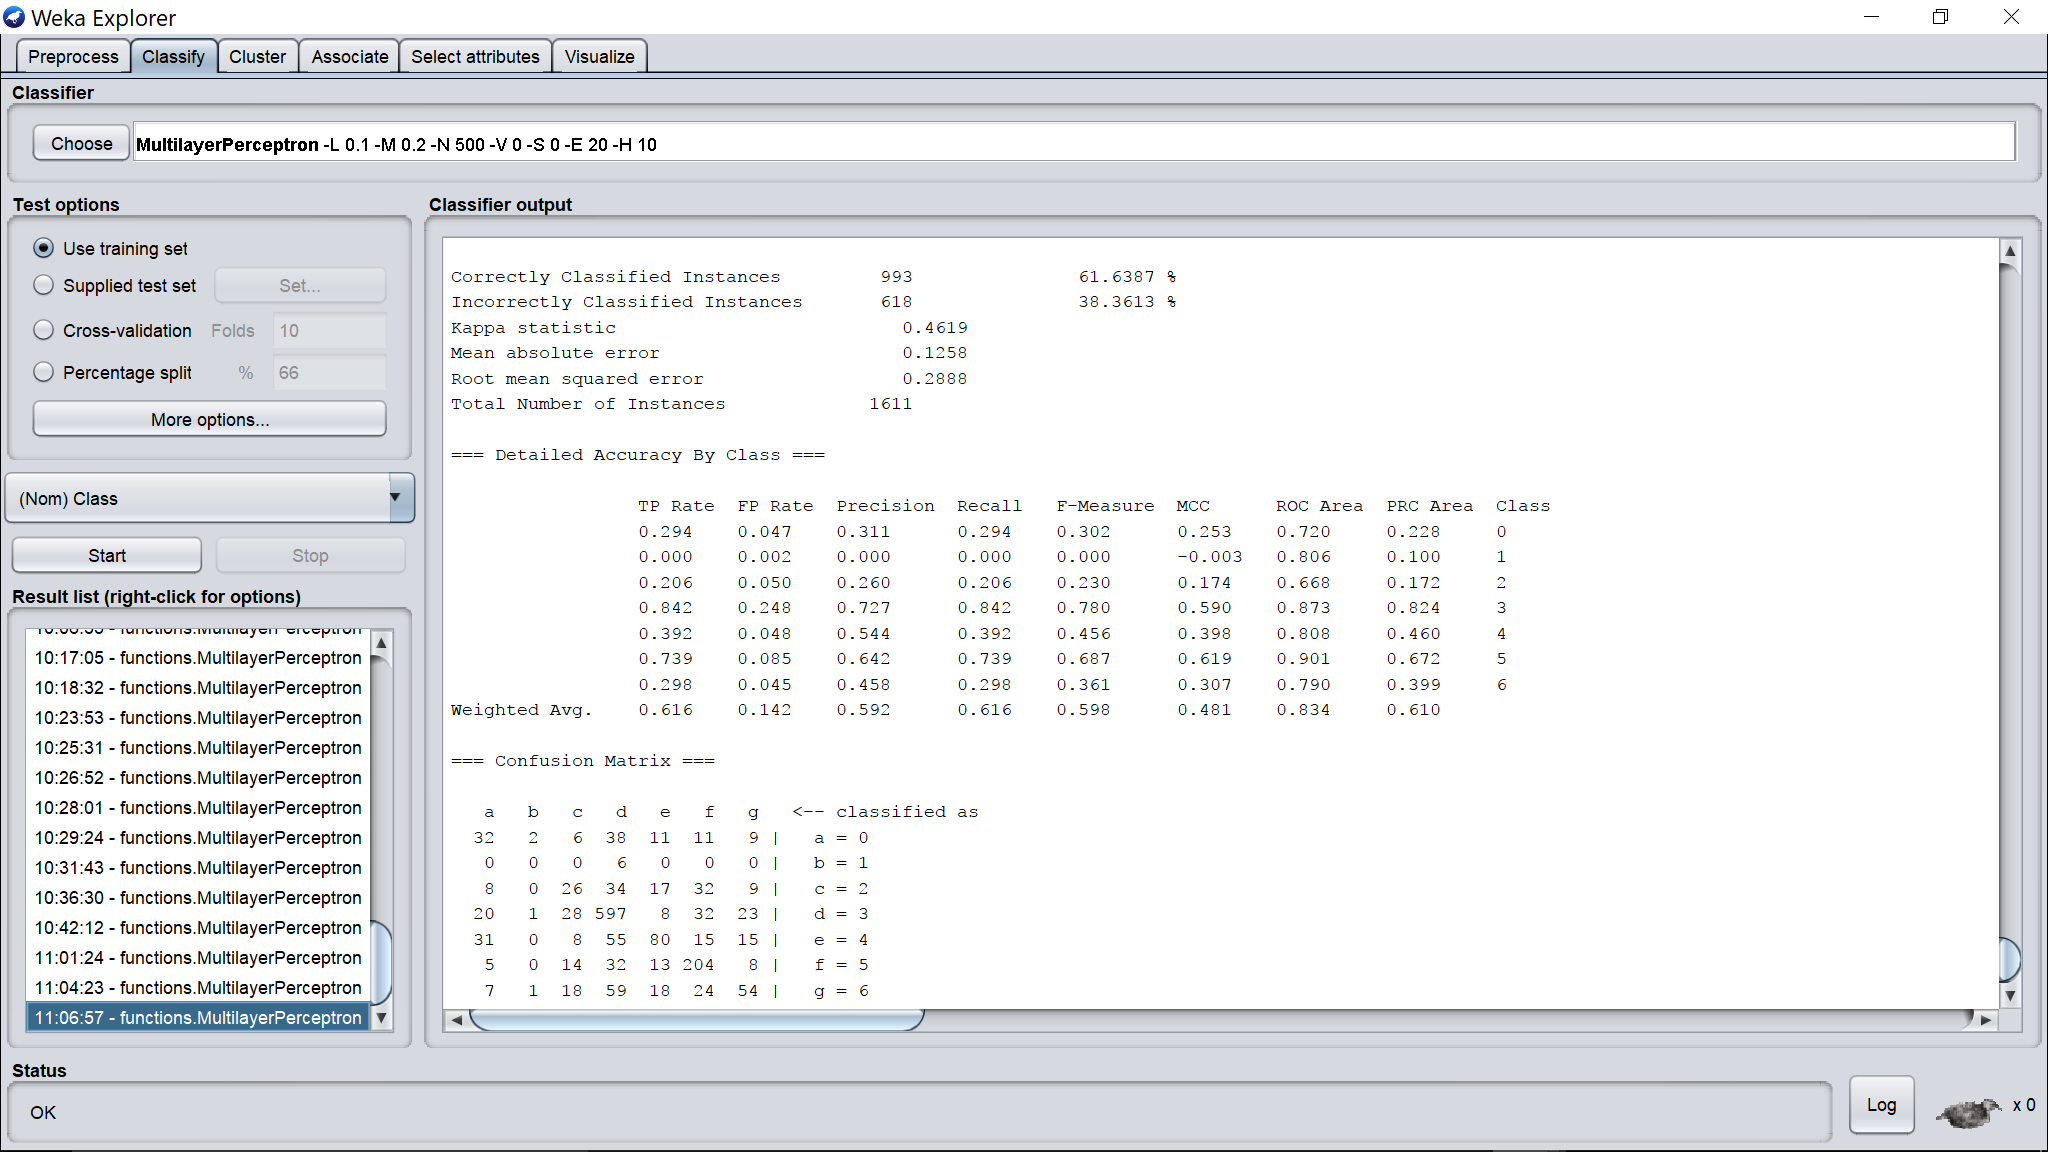 Weka Explorer
Preprocess Classify Cluster Associate Select attributes Visualize
Classifier
Choose MultilayerPerceptron -L 0.1 -M 0.2 -N 500 -V 0 -S 0 -E 20 -H 10
Test options
Use training set
Supplied test set Set...
Cross-validation Folds 10
Percentage split % 66
More options...
(Nom) Class
Start Stop
Result list (right-click for options)
10:17:05 - functions.MultilayerPerceptron
10:18:32 - functions.MultilayerPerceptron
10:23:53 - functions.MultilayerPerceptron
10:25:31 - functions.MultilayerPerceptron
10:26:52 - functions.MultilayerPerceptron
10:28:01 - functions.MultilayerPerceptron
10:29:24 - functions.MultilayerPerceptron
10:31:43 - functions.MultilayerPerceptron
10:36:30 - functions.MultilayerPerceptron
10:42:12 - functions.MultilayerPerceptron
11:01:24 - functions.MultilayerPerceptron
11:04:23 - functions.MultilayerPerceptron
11:06:57 - functions.MultilayerPerceptron
Classifier output
Correctly Classified Instances 993 61.6387 %
Incorrectly Classified Instances 618 38.3613 %
Kappa statistic 0.4619
Mean absolute error 0.1258
Root mean squared error 0.2888
Total Number of Instances 1611
=== Detailed Accuracy By Class ===
TP Rate FP Rate Precision Recall F-Measure MCC ROC Area PRC Area Class
0.294 0.047 0.311 0.294 0.302 0.253 0.720 0.228 0
0.000 0.002 0.000 0.000 0.000 -0.003 0.806 0.100 1
0.206 0.050 0.260 0.206 0.230 0.174 0.668 0.172 2
0.842 0.248 0.727 0.842 0.780 0.590 0.873 0.824 3
0.392 0.048 0.544 0.392 0.456 0.398 0.808 0.460 4
0.739 0.085 0.642 0.739 0.687 0.619 0.901 0.672 5
0.298 0.045 0.458 0.298 0.361 0.307 0.790 0.399 6
Weighted Avg. 0.616 0.142 0.592 0.616 0.598 0.481 0.834 0.610
=== Confusion Matrix ===
a b c d e f g <-- classified as
32 2 6 38 11 11 9 | a = 0
0 0 0 6 0 0 0 | b = 1
8 0 26 34 17 32 9 | c = 2
20 1 28 597 8 32 23 | d = 3
31 0 8 55 80 15 15 | e = 4
5 0 14 32 13 204 8 | f = 5
7 1 18 59 18 24 54 | g = 6
Status
OK
Log
x 0